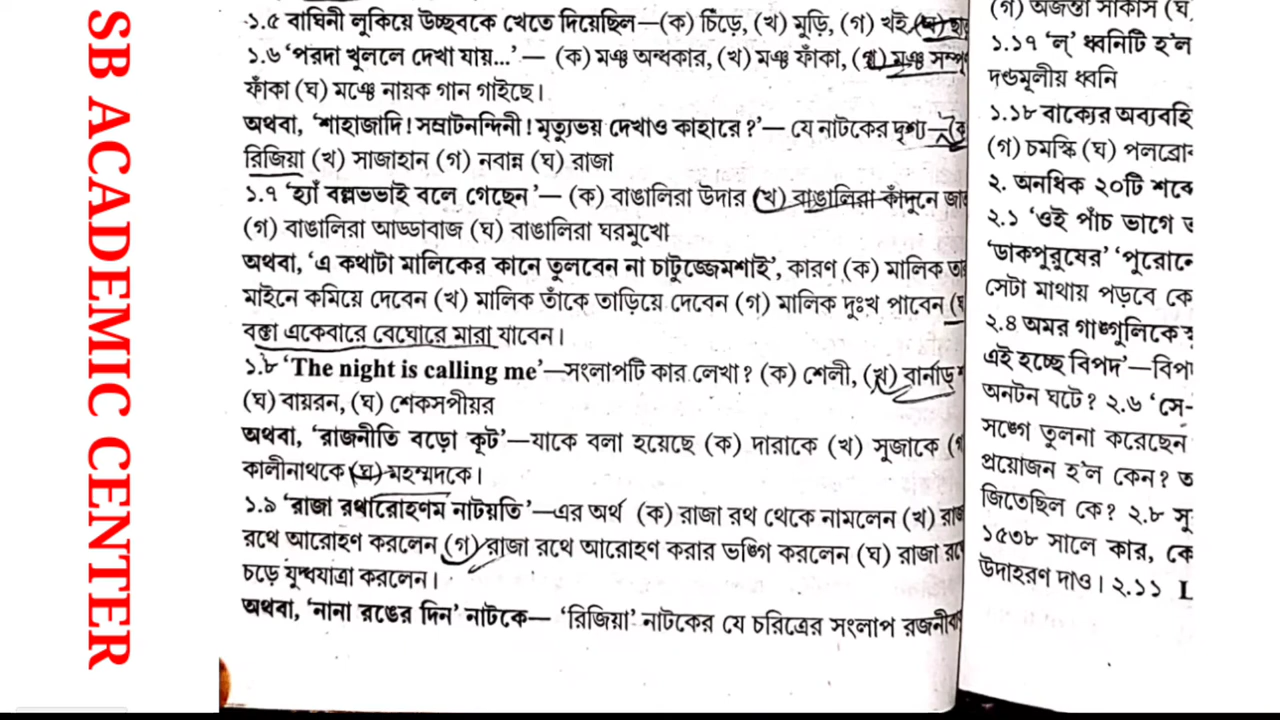 SB ACADEMIC CENTER
১.৫ বাঘিনী লুকিয়ে উচ্ছবকে খেতে দিয়েছিল—(ক) চিঁড়ে, (খ) মুড়ি, (গ) খই, (ঘ)
১.৬ ‘পরদা খুললে দেখা যায়...’ — (ক) মঞ্চ অন্ধকার, (খ) মঞ্চ ফাঁকা, (গ) মঞ্চ সম্পূ
ফাঁকা (ঘ) মঞ্চে নায়ক গান গাইছে।
অথবা, ‘শাহাজাদি! সম্রাটনন্দিনী! মৃত্যুভয় দেখাও কাহারে?’— যে নাটকের দৃশ্য—(ক
রিজিয়া (খ) সাজাহান (গ) নবান্ন (ঘ) রাজা
১.৭ ‘হ্যাঁ বল্লভভাই বলে গেছেন’— (ক) বাঙালিরা উদার (খ) বাঙালিরা কাঁদুনে জা
(গ) বাঙালিরা আড্ডাবাজ (ঘ) বাঙালিরা ঘরমুখো
অথবা, ‘এ কথাটা মালিকের কানে তুলবেন না চাটুজ্জেমশাই’, কারণ (ক) মালিক তাঁর
মাইনে কমিয়ে দেবেন (খ) মালিক তাঁকে তাড়িয়ে দেবেন (গ) মালিক দুঃখ পাবেন (ঘ
বক্তা একেবারে বেঘোরে মারা যাবেন।
১.৮ ‘The night is calling me’—সংলাপটি কার লেখা? (ক) শেলী, (খ) বার্নাড
(ঘ) বায়রন, (ঘ) শেকসপীয়র
অথবা, ‘রাজনীতি বড়ো কূট’—যাকে বলা হয়েছে (ক) দারাকে (খ) সুজাকে (গ
কালীনাথকে (ঘ) মহম্মদকে।
১.৯ ‘রাজা রথারোহণম নাটয়তি’—এর অর্থ (ক) রাজা রথ থেকে নামলেন (খ) রাজ
রথে আরোহণ করলেন (গ) রাজা রথে আরোহণ করার ভঙ্গি করলেন (ঘ) রাজা রথে
চড়ে যুদ্ধযাত্রা করলেন।
অথবা, ‘নানা রঙের দিন’ নাটকে— ‘রিজিয়া’ নাটকের যে চরিত্রের সংলাপ
(গ) অজন্তা সার্কাস (ঘ
১.১৭ ‘ল্’ ধ্বনিটি হ’ল
দণ্ডমূলীয় ধ্বনি
১.১৮ বাক্যের অব্যবহি
(গ) চমস্কি (ঘ) পলব্রো
২. অনধিক ২০টি শব্দে
২.১ ‘ওই পাঁচ ভাগে
‘ডাকপুরুষের’ ‘পুরোনো
সেটা মাথায় পড়বে কে
২.৪ অমর গাঙ্গুলিকে
এই হচ্ছে বিপদ’—বিপ
অনটন ঘটে? ২.৬ ‘সে-
সঙ্গে তুলনা করেছেন
প্রয়োজন হ’ল কেন?
জিতেছিল কে? ২.৮ সু
১৫৩৮ সালে কার, কে
উদাহরণ দাও। ২.১১ L